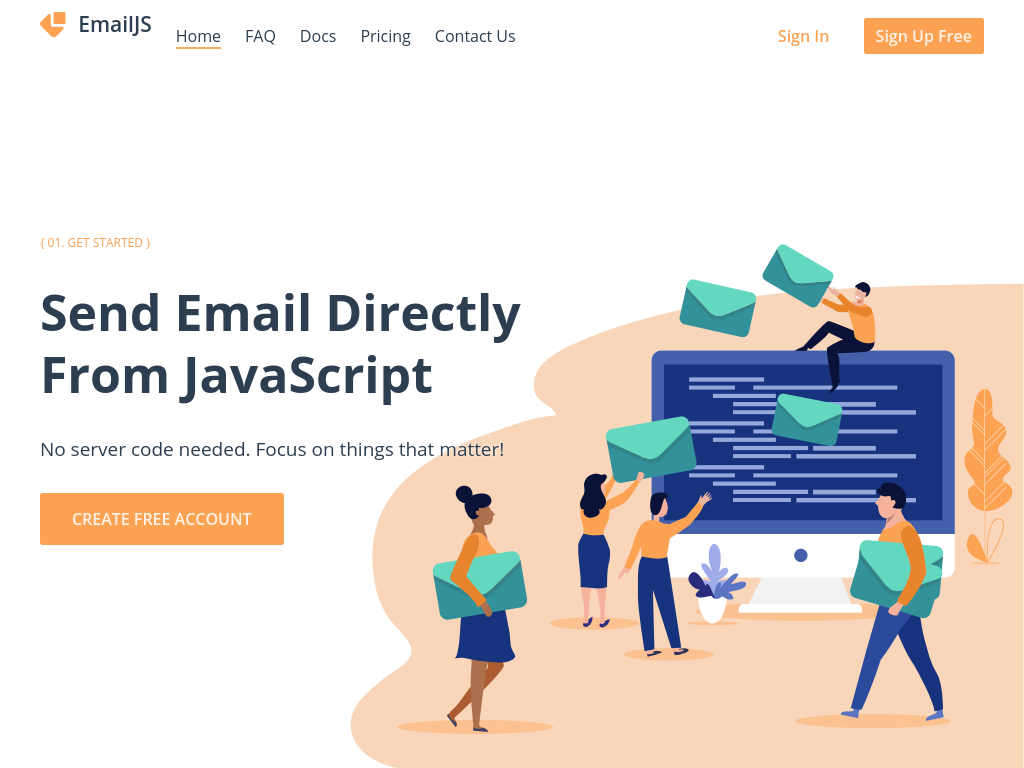 EmailJS
Home FAQ Docs Pricing Contact Us Sign In Sign Up Free
{ 01. GET STARTED }
Send Email Directly
From JavaScript
No server code needed. Focus on things that matter!
CREATE FREE ACCOUNT